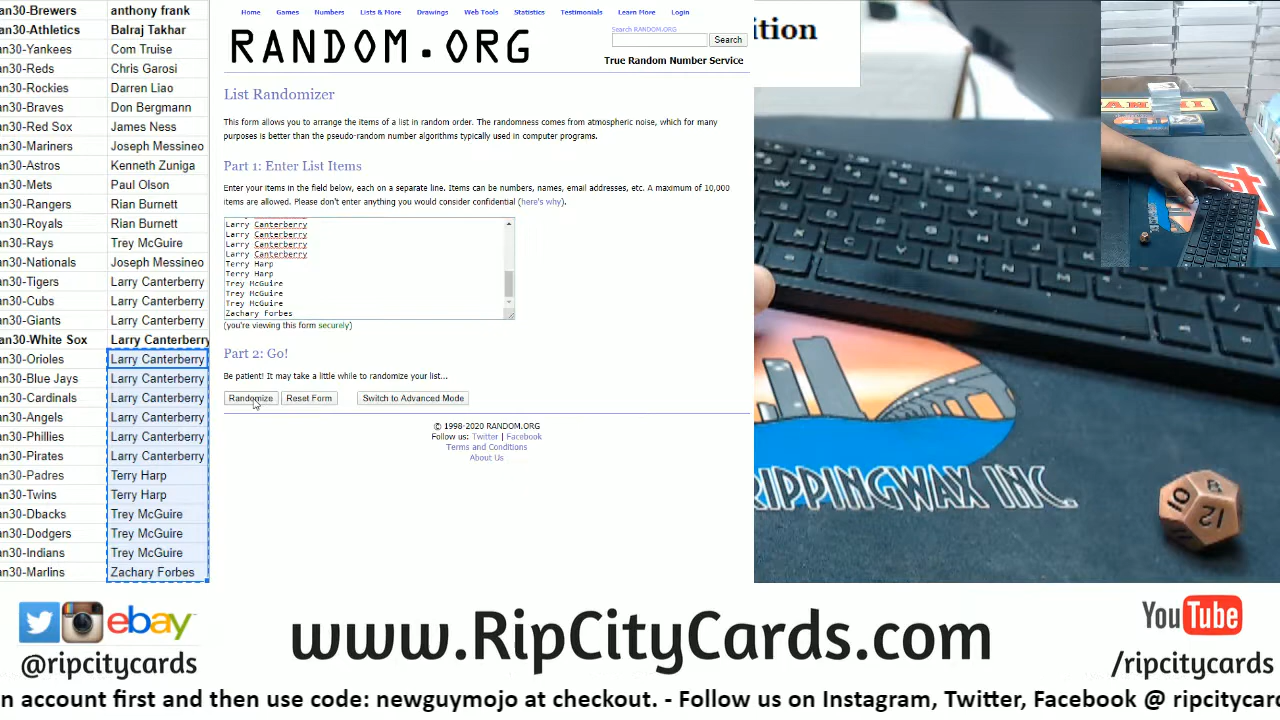 an30-Brewers anthony frank
an30-Athletics Balraj Takhar
an30-Yankees Com Truise
an30-Reds Chris Garosi
an30-Rockies Darren Liao
an30-Braves Don Bergmann
an30-Red Sox James Ness
an30-Mariners Joseph Messineo
an30-Astros Kenneth Zuniga
an30-Mets Paul Olson
an30-Rangers Rian Burnett
an30-Royals Rian Burnett
an30-Rays Trey McGuire
an30-Nationals Joseph Messineo
an30-Tigers Larry Canterberry
an30-Cubs Larry Canterberry
an30-Giants Larry Canterberry
an30-White Sox Larry Canterberry
an30-Orioles Larry Canterberry
an30-Blue Jays Larry Canterberry
an30-Cardinals Larry Canterberry
an30-Angels Larry Canterberry
an30-Phillies Larry Canterberry
an30-Pirates Larry Canterberry
an30-Padres Terry Harp
an30-Twins Terry Harp
an30-Dbacks Trey McGuire
an30-Dodgers Trey McGuire
an30-Indians Trey McGuire
an30-Marlins Zachary Forbes
Home Games Numbers Lists & More Drawings Web Tools Statistics Testimonials Learn More Login
RANDOM.ORG
Search RANDOM.ORG
Search
True Random Number Service
List Randomizer
This form allows you to arrange the items of a list in random order. The randomness comes from atmospheric noise, which for many
purposes is better than the pseudo-random number algorithms typically used in computer programs.
Part 1: Enter List Items
Enter your items in the field below, each on a separate line. Items can be numbers, names, email addresses, etc. A maximum of 10,000
items are allowed. Please don't enter anything you would consider confidential (here's why).
Larry Canterberry
Larry Canterberry
Larry Canterberry
Larry Canterberry
Terry Harp
Terry Harp
Trey McGuire
Trey McGuire
Trey McGuire
Zachary Forbes
(you're viewing this form securely)
Part 2: Go!
Be patient! It may take a little while to randomize your list...
Randomize Reset Form Switch to Advanced Mode
© 1998-2020 RANDOM.ORG
Follow us: Twitter | Facebook
Terms and Conditions
About Us
ition
PANINI
RIPPINGWAX INC.
10
8
12
ebay
@ripcitycards
www.RipCityCards.com
YouTube
/ripcitycards
n account first and then use code: newguymojo at checkout. - Follow us on Instagram, Twitter, Facebook @ ripcitycar